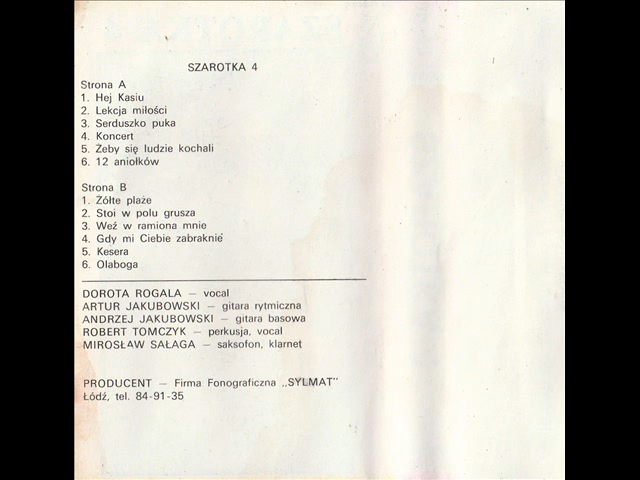 SZAROTKA 4
Strona A
1. Hej Kasiu
2. Lekcja miłości
3. Serduszko puka
4. Koncert
5. Żeby się ludzie kochali
6. 12 aniołków
Strona B
1. Żółte plaże
2. Stoi w polu grusza
3. Weź w ramiona mnie
4. Gdy mi Ciebie zabraknie
5. Kesera
6. Olaboga
DOROTA ROGALA — vocal
ARTUR JAKUBOWSKI — gitara rytmiczna
ANDRZEJ JAKUBOWSKI — gitara basowa
ROBERT TOMCZYK — perkusja, vocal
MIROSŁAW SAŁAGA — saksofon, klarnet
PRODUCENT — Firma Fonograficzna „SYLMAT"
Łódź, tel. 84-91-35